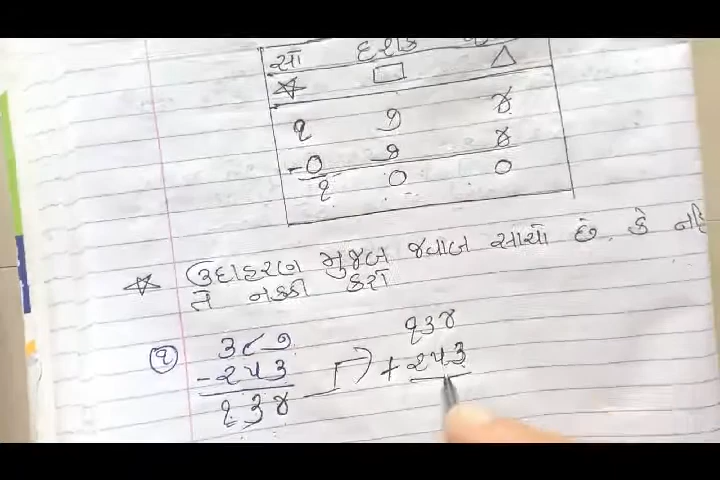 સો દશક
૧ ૭ ૪
-૦ ૭ ૪
૧ ૦ ૦
ઉદાહરણ મુજબ જવાબ સાચો છે. કે નહિ
તે નક્કી કરો
૧૩૪
(૧) ૩૮૭
-૨૫૩ +૨૫૩
૧૩૪